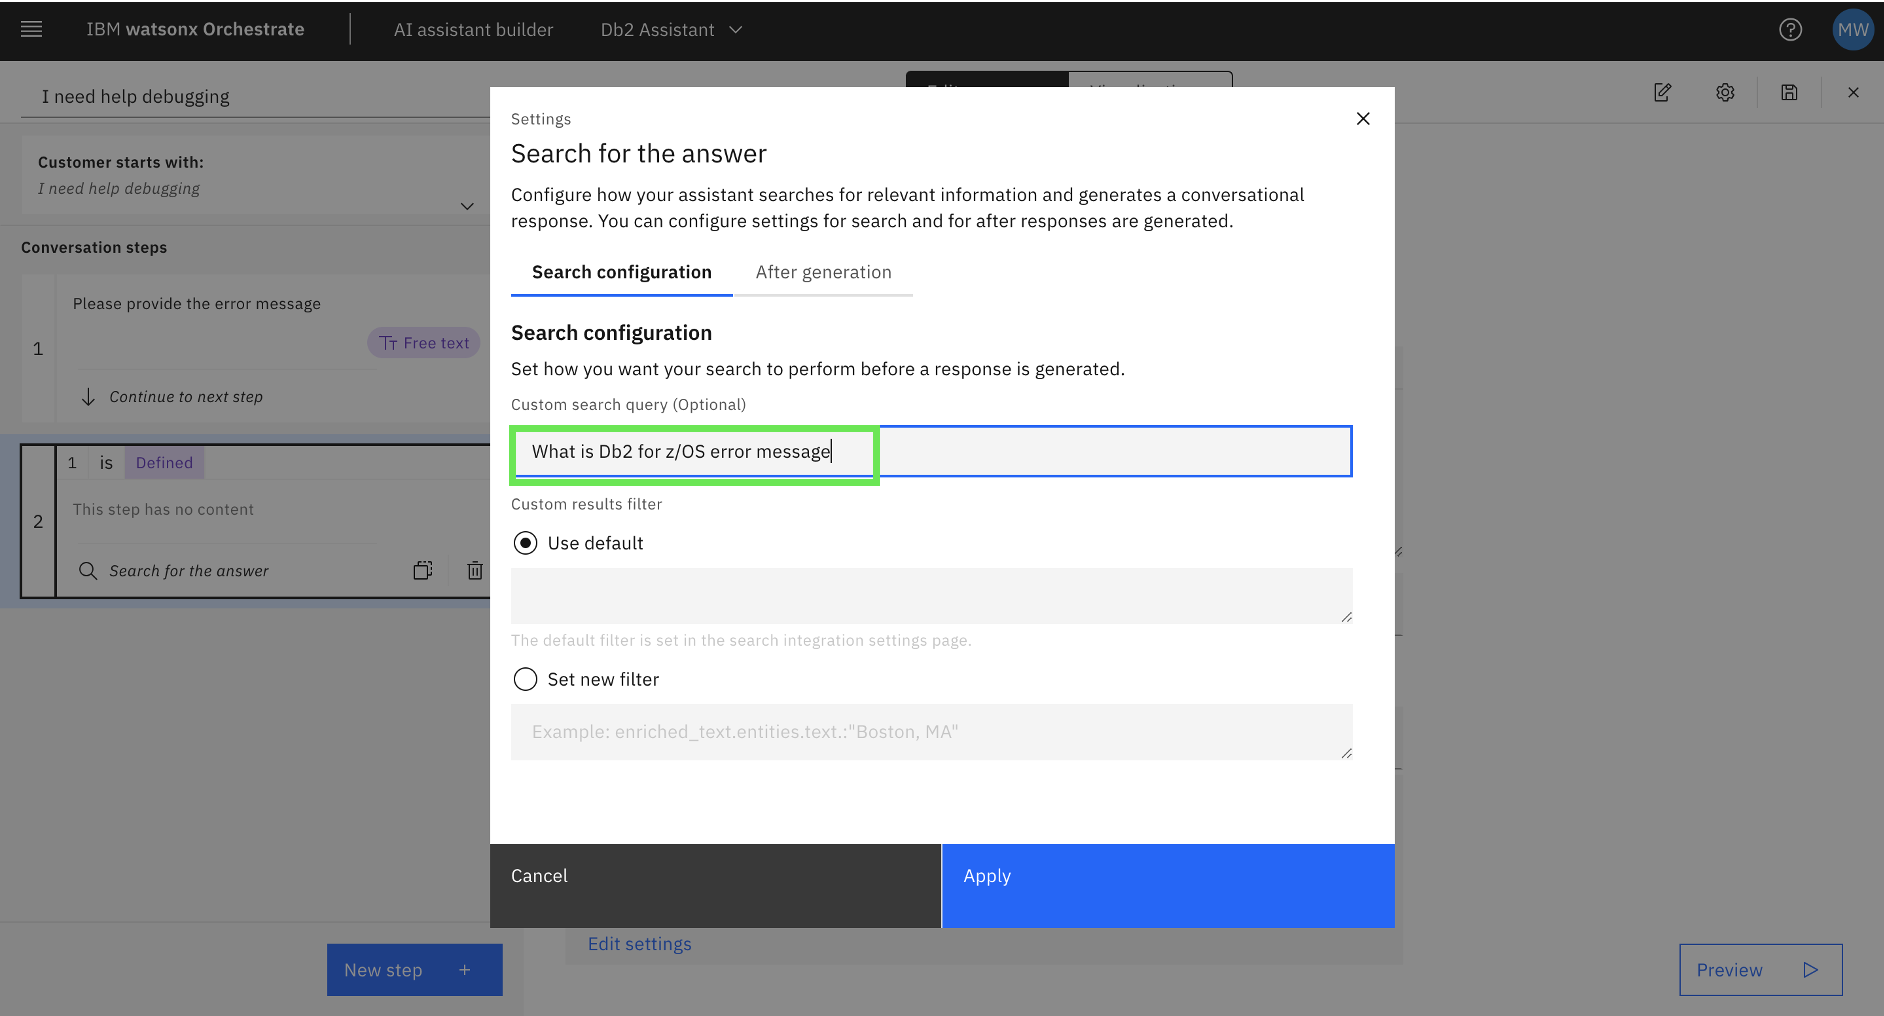 IBM watsonx Orchestrate
AI assistant builder
Db2 Assistant
MW
I need help debugging
Customer starts with:
I need help debugging
Conversation steps
1
Please provide the error message
Free text
Continue to next step
2
1 is Defined
This step has no content
Search for the answer
New step +
Settings
Search for the answer
Configure how your assistant searches for relevant information and generates a conversational
response. You can configure settings for search and for after responses are generated.
Search configuration
After generation
Search configuration
Set how you want your search to perform before a response is generated.
Custom search query (Optional)
What is Db2 for z/OS error message
Custom results filter
Use default
The default filter is set in the search integration settings page.
Set new filter
Example: enriched_text.entities.text.:"Boston, MA"
Cancel
Apply
Edit settings
Preview